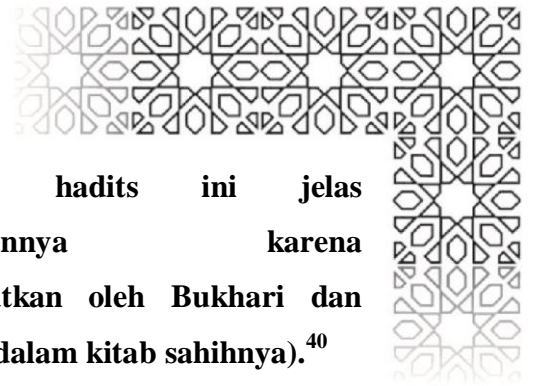 hadits ini jelas
nnya karena
tkan oleh Bukhari dan
dalam kitab sahihnya).⁴⁰